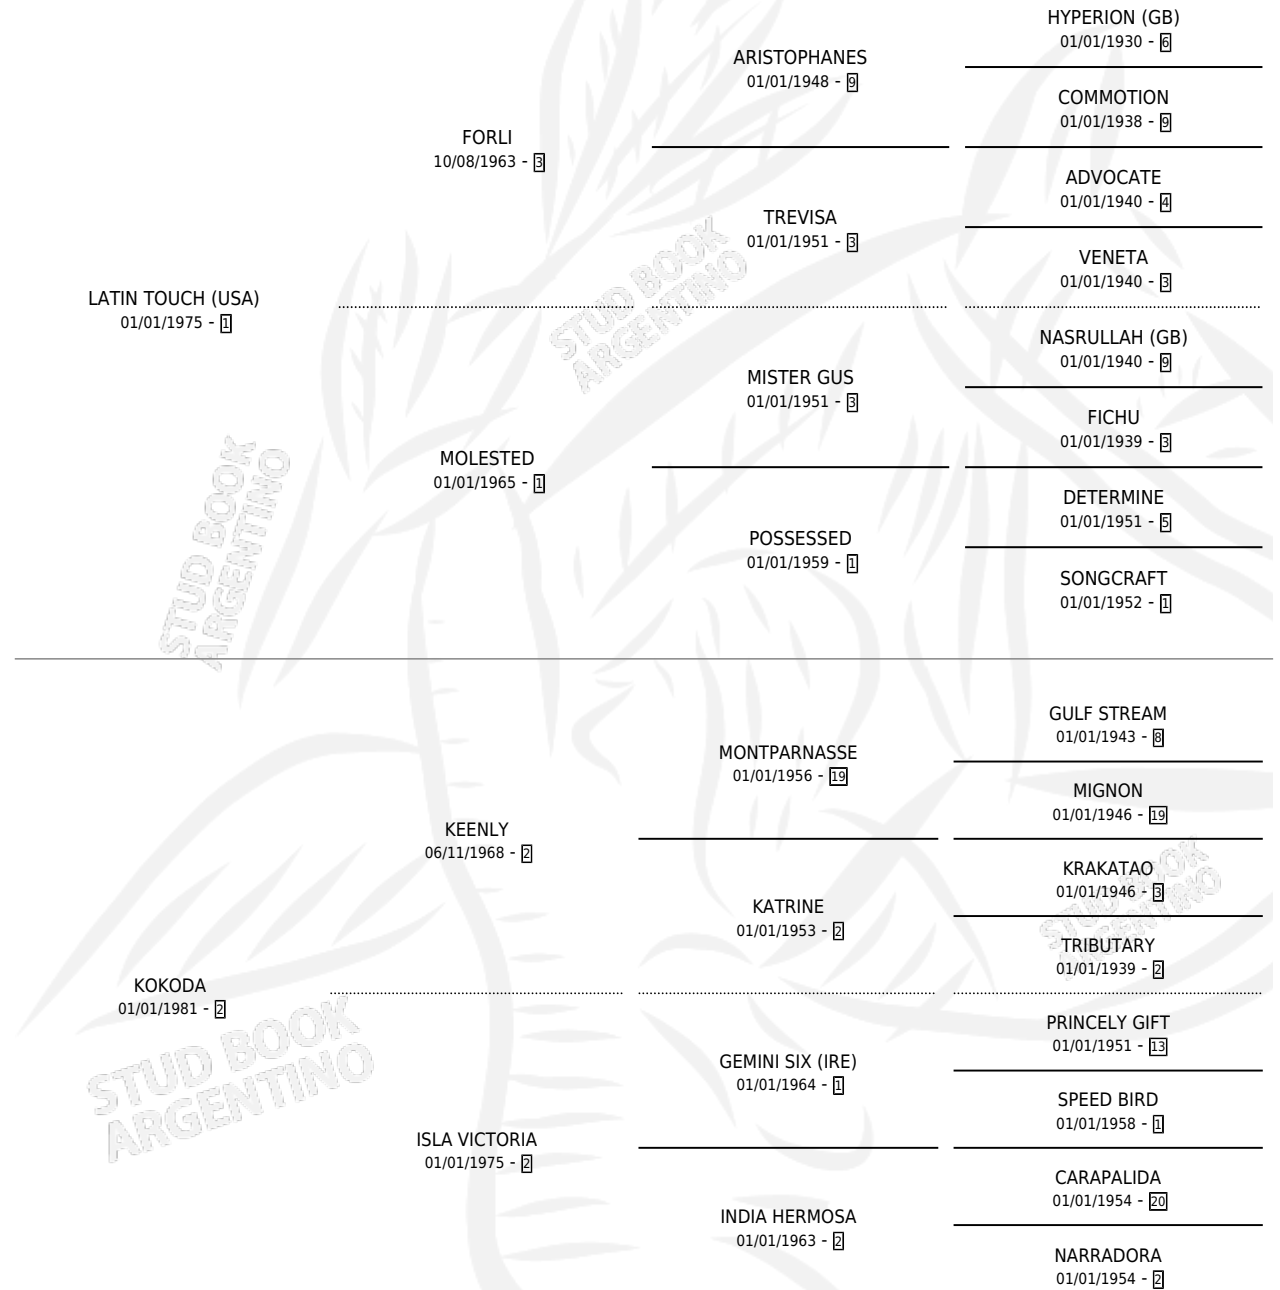 HYPERION (GB)
01/01/1930 - 6
ARISTOPHANES
01/01/1948 - 9
COMMOTION
01/01/1938 - 9
FORLI
10/08/1963 - 3
ADVOCATE
01/01/1940 - 4
TREVISA
01/01/1951 - 3
VENETA
01/01/1940 - 3
LATIN TOUCH (USA)
01/01/1975 - 1
NASRULLAH (GB)
01/01/1940 - 9
MISTER GUS
01/01/1951 - 3
FICHU
01/01/1939 - 3
MOLESTED
01/01/1965 - 1
DETERMINE
01/01/1951 - 5
POSSESSED
01/01/1959 - 1
SONGCRAFT
01/01/1952 - 1
GULF STREAM
01/01/1943 - 8
MONTPARNASSE
01/01/1956 - 19
MIGNON
01/01/1946 - 19
KEENLY
06/11/1968 - 2
KRAKATAO
01/01/1946 - 3
KATRINE
01/01/1953 - 2
TRIBUTARY
01/01/1939 - 2
KOKODA
01/01/1981 - 2
PRINCELY GIFT
01/01/1951 - 13
GEMINI SIX (IRE)
01/01/1964 - 1
SPEED BIRD
01/01/1958 - 1
ISLA VICTORIA
01/01/1975 - 2
CARAPALIDA
01/01/1954 - 20
INDIA HERMOSA
01/01/1963 - 2
NARRADORA
01/01/1954 - 2
STUD BOOK
ARGENTINO
STUD BOOK
ARGENTINO
STUD BOOK
ARGENTINO
STUD BOOK
ARGENTINO